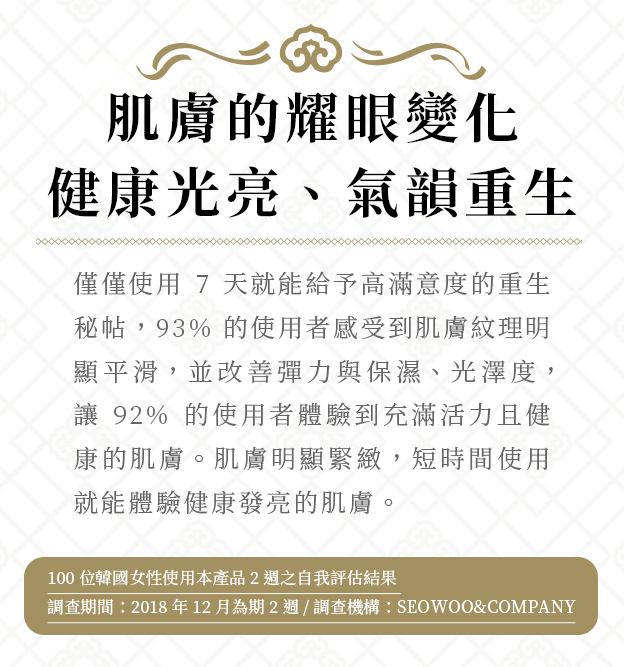 肌膚的耀眼變化
健康光亮、氣韻重生
僅僅使用 7 天就能給予高滿意度的重生
秘帖，93% 的使用者感受到肌膚紋理明
顯平滑，並改善彈力與保濕、光澤度，
讓 92% 的使用者體驗到充滿活力且健
康的肌膚。肌膚明顯緊緻，短時間使用
就能體驗健康發亮的肌膚。
100 位韓國女性使用本產品 2 週之自我評估結果
調查期間：2018 年 12 月為期 2 週 / 調查機構：SEOWOO&COMPANY